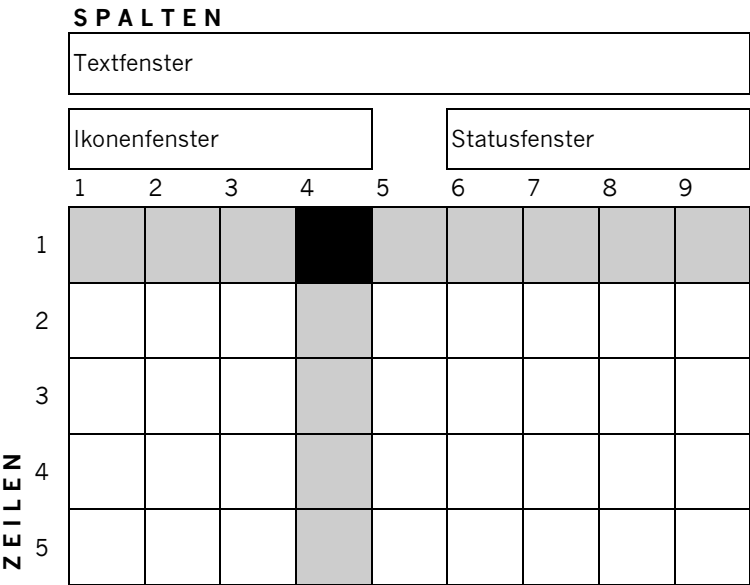 SPALTEN
Textfenster
Ikonenfenster Statusfenster
1 2 3 4 5 6 7 8 9
1
2
3
4
5
ZEILEN